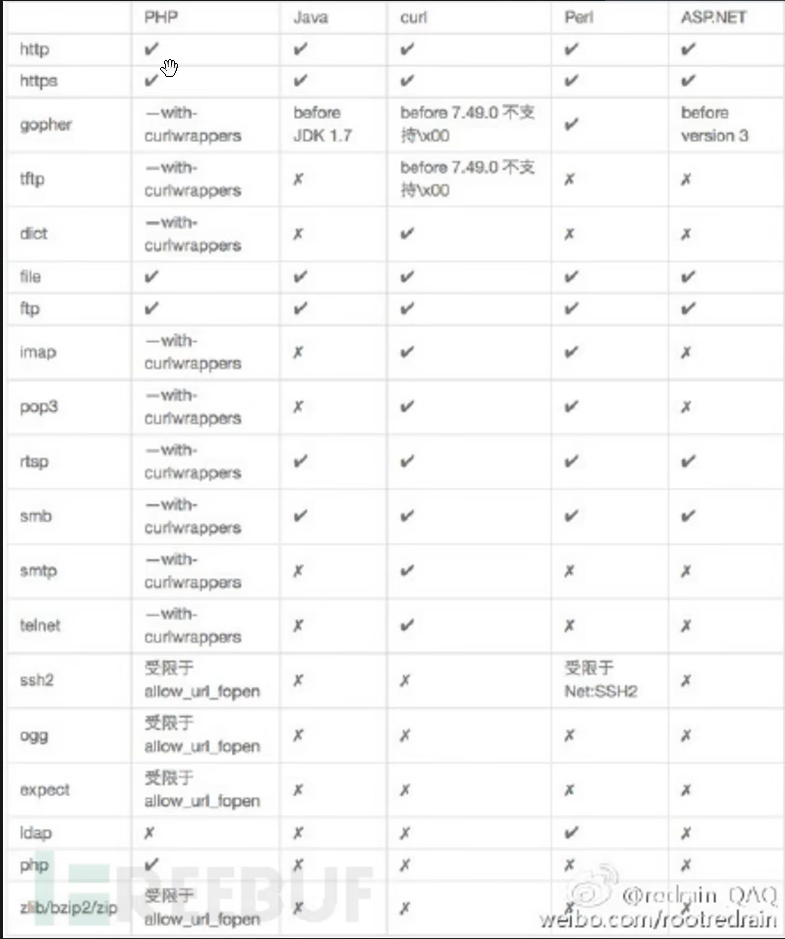 PHP Java curl Perl ASP.NET
http ✔ ✔ ✔ ✔ ✔
https ✔ ✔ ✔ ✔ ✔
gopher —with-curlwrappers before JDK 1.7 before 7.49.0 不支持\x00 ✔ before version 3
tftp —with-curlwrappers ✗ before 7.49.0 不支持\x00 ✗ ✗
dict —with-curlwrappers ✗ ✔ ✗ ✗
file ✔ ✔ ✔ ✔ ✔
ftp ✔ ✔ ✔ ✔ ✔
imap —with-curlwrappers ✗ ✔ ✔ ✗
pop3 —with-curlwrappers ✗ ✔ ✔ ✗
rtsp —with-curlwrappers ✔ ✔ ✔ ✔
smb —with-curlwrappers ✔ ✔ ✔ ✔
smtp —with-curlwrappers ✗ ✔ ✗ ✗
telnet —with-curlwrappers ✗ ✔ ✗ ✗
ssh2 受限于 allow_url_fopen ✗ ✗ 受限于 Net:SSH2 ✗
ogg 受限于 allow_url_fopen ✗ ✗ ✗ ✗
expect 受限于 allow_url_fopen ✗ ✗ ✗ ✗
ldap ✗ ✗ ✗ ✔ ✗
php ✔ ✗ ✗ ✗ ✗
zlib/bzip2/zip 受限于 allow_url_fopen ✗ ✗ ✗ ✗
FREEBUF
@redrain_QAQ
weibo.com/rootredrain